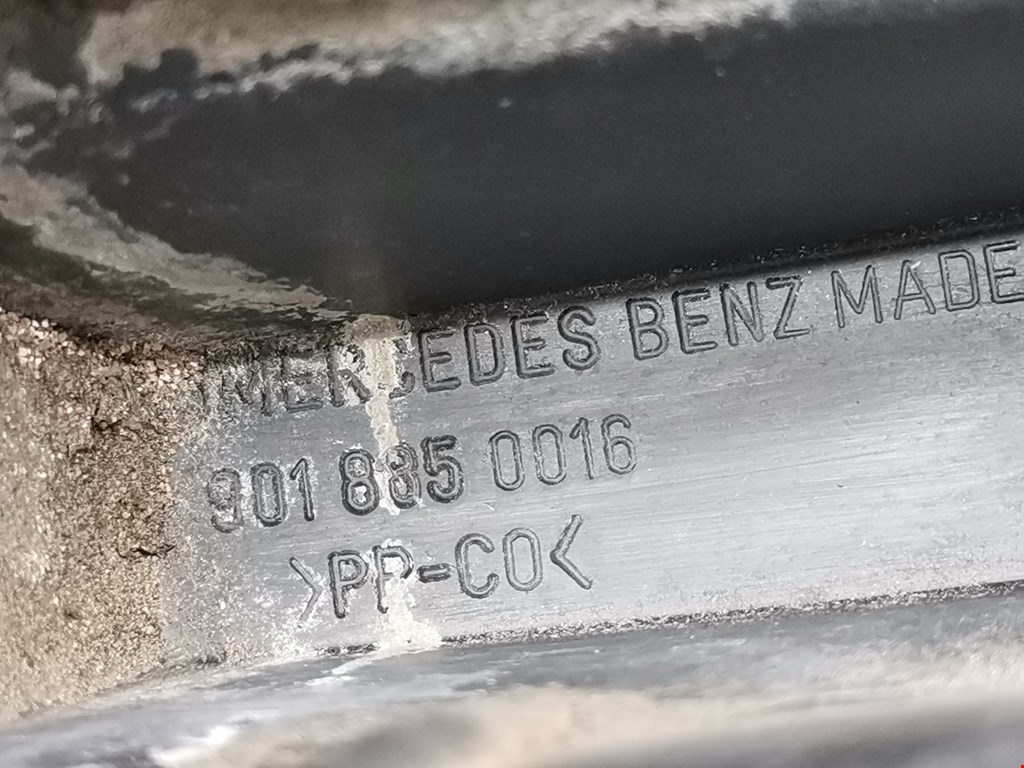 MERCEDES BENZ MADE
901 885 0016
>PP-CO<